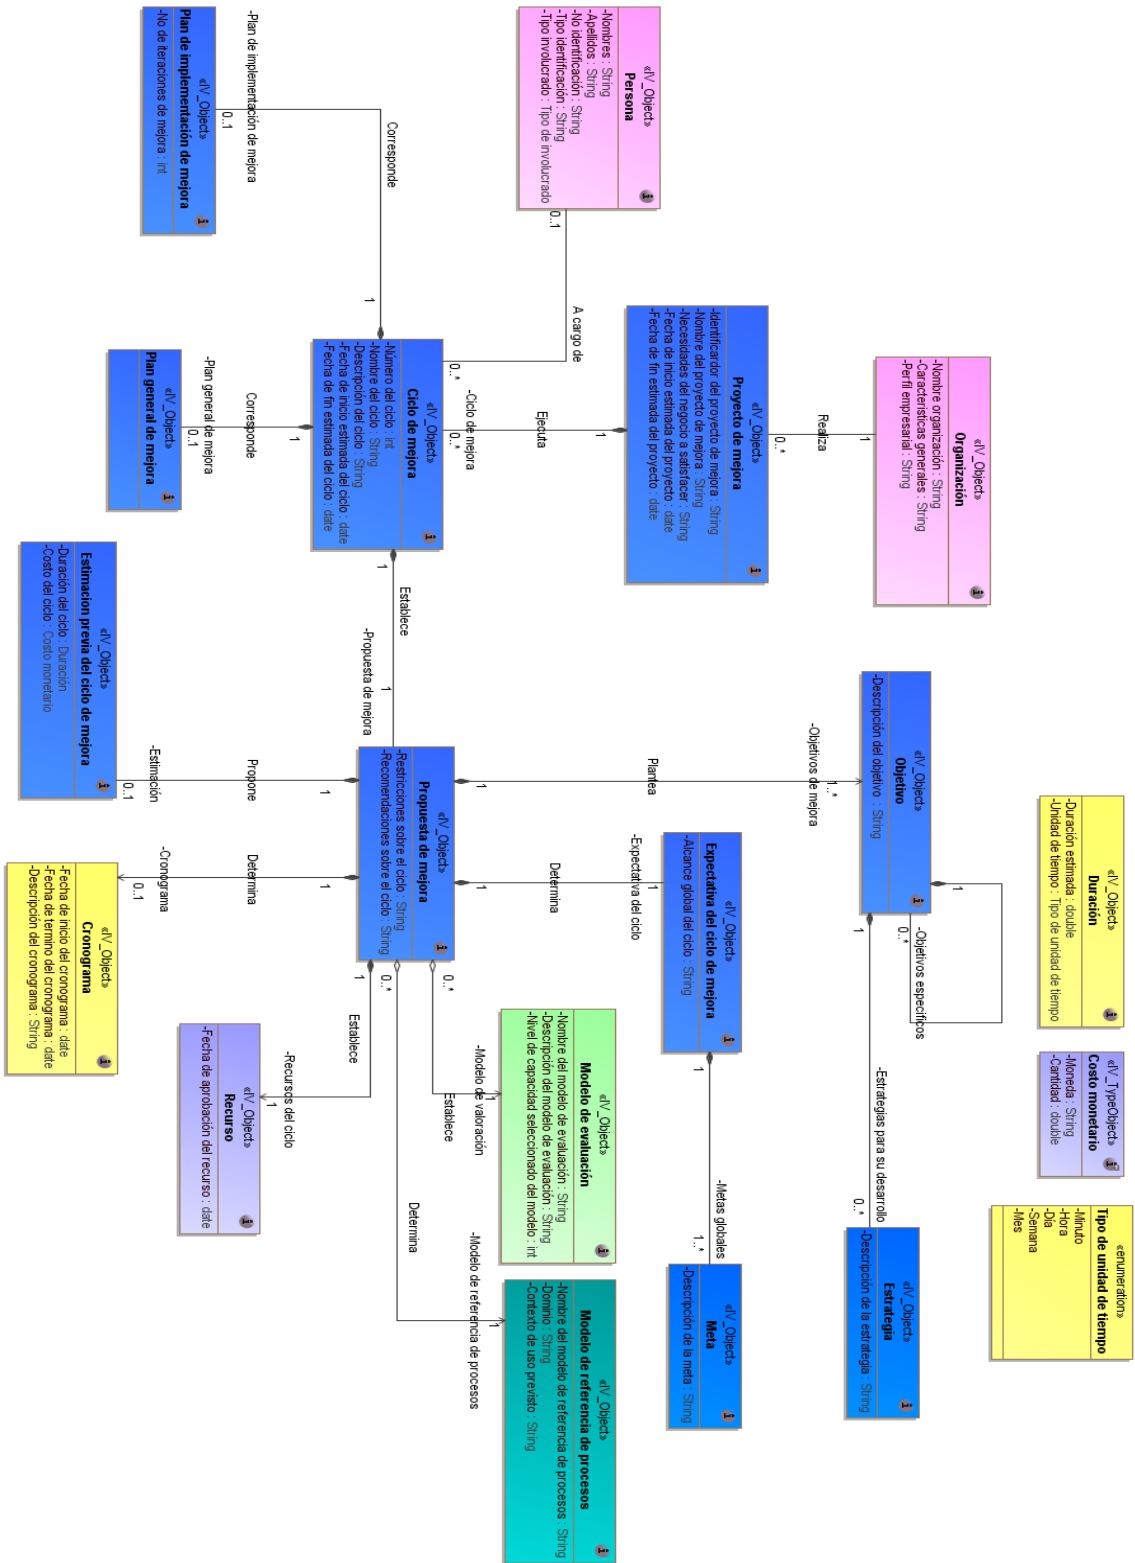 «IV_Object»
Organización
-Nombre organización : String
-Características generales : String
-Perfil empresarial : String
1
Realiza
0..*
«IV_Object»
Proyecto de mejora
-Identificardor del proyecto de mejora : String
-Nombre del proyecto de mejora : String
-Necesidades del negocio a satisfacer : String
-Fecha de inicio estimada del proyecto : date
-Fecha de fin estimada del proyecto : date
1
Ejecuta
-Ciclo de mejora
0..*
«IV_Object»
Persona
-Nombres : String
-Apellidos : String
-No identificación : String
-Tipo identificación : String
-Tipo involucrado : Tipo de involucrado
0..1
A cargo de
0..*
«IV_Object»
Ciclo de mejora
-Número del ciclo : int
-Nombre del ciclo : String
-Descripción del ciclo : String
-Fecha de inicio estimada del ciclo : date
-Fecha de fin estimada del ciclo : date
1
Corresponde
-Plan de implementación de mejora
0..1
«IV_Object»
Plan de implementación de mejora
-No de iteraciones de mejora : int
1
Corresponde
-Plan general de mejora
0..1
«IV_Object»
Plan general de mejora
1
Establece
-Propuesta de mejora
1
«IV_Object»
Propuesta de mejora
-Restricciones sobre el ciclo : String
-Recomendaciones sobre el ciclo : String
1
Propone
-Estimación
0..1
«IV_Object»
Estimacion previa del ciclo de mejora
-Duración del ciclo : Duración
-Costo del ciclo : Costo monetario
1
Determina
-Cronograma
0..1
«IV_Object»
Cronograma
-Fecha de inicio del cronograma : date
-Fecha de termino del cronograma : date
-Descripción del cronograma : String
1
Plantea
-Objetivos de mejora
1..*
«IV_Object»
Objetivo
-Descripción del objetivo : String
1
-Objetivos específicos
0..*
1
-Estrategias para su desarrollo
0..*
«IV_Object»
Estrategia
-Descripción de la estrategia : String
1
Determina
-Expectativa del ciclo
1
«IV_Object»
Expectativa del ciclo de mejora
-Alcance global del ciclo : String
1
-Metas globales
1..*
«IV_Object»
Meta
-Descripción de la meta : String
0..*
-Modelo de valoración
1
Establece
«IV_Object»
Modelo de evaluación
-Nombre del modelo de evaluación : String
-Descripción del modelo de evaluación : String
-Nivel de capacidad seleccionado del modelo : int
0..*
Determina
-Modelo de referencia de procesos
1
«IV_Object»
Modelo de referencia de procesos
-Nombre del modelo de referencia de procesos : String
-Dominio : String
-Contexto de uso previsto : String
1
Establece
-Recursos del ciclo
1
«IV_Object»
Recurso
-Fecha de aprobación del recurso : date
«IV_Object»
Duración
-Duración estimada : double
-Unidad de tiempo : Tipo de unidad de tiempo
«IV_TypeObject»
Costo monetario
-Moneda : String
-Cantidad : double
«enumeration»
Tipo de unidad de tiempo
-Minuto
-Hora
-Día
-Semana
-Mes